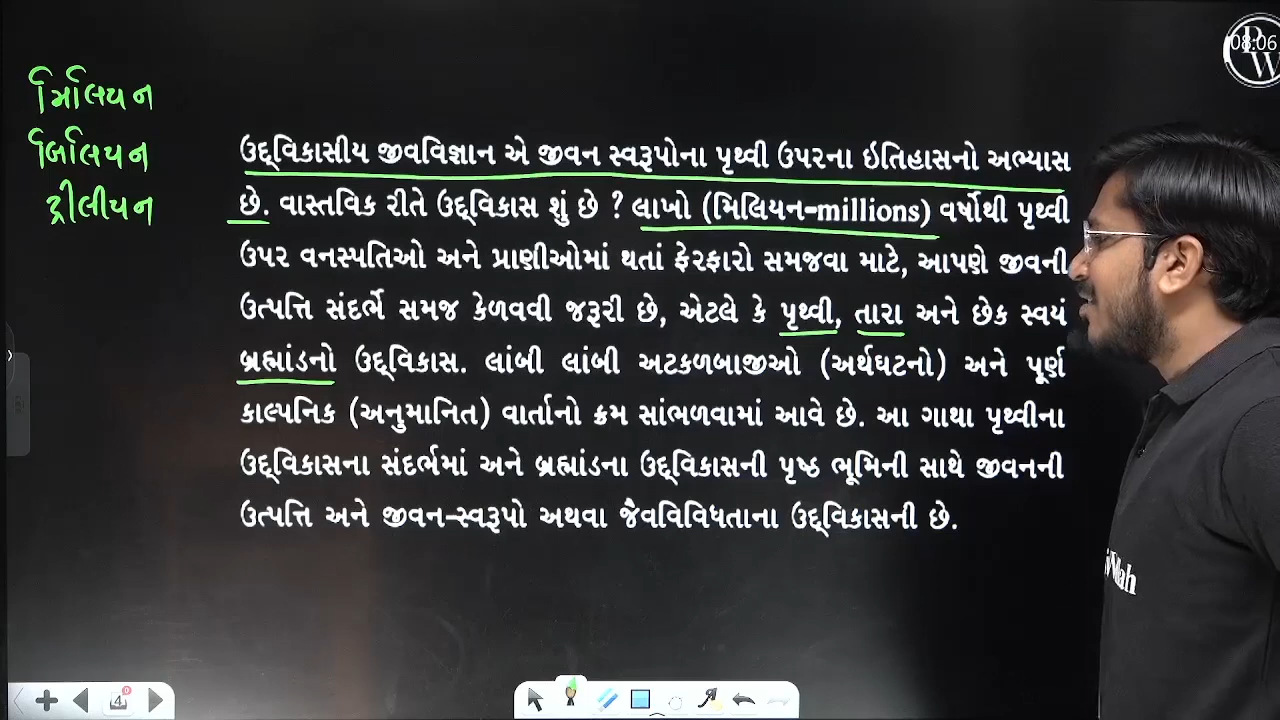 મિલિયન
બિલિયન
ટ્રીલીયન
ઉદ્‌વિકાસીય જીવવિજ્ઞાન એ જીવન સ્વરૂપોના પૃથ્વી ઉપરના ઇતિહાસનો અભ્યાસ
છે. વાસ્તવિક રીતે ઉદ્‌વિકાસ શું છે ? લાખો (મિલિયન-millions) વર્ષોથી પૃથ્વી
ઉપર વનસ્પતિઓ અને પ્રાણીઓમાં થતાં ફેરફારો સમજવા માટે, આપણે જીવની
ઉત્પત્તિ સંદર્ભે સમજ કેળવવી જરૂરી છે, એટલે કે પૃથ્વી, તારા અને છેક સ્વયં
બ્રહ્માંડનો ઉદ્‌વિકાસ. લાંબી લાંબી અટકળબાજીઓ (અર્થઘટનો) અને પૂર્ણ
કાલ્પનિક (અનુમાનિત) વાર્તાનો ક્રમ સાંભળવામાં આવે છે. આ ગાથા પૃથ્વીના
ઉદ્‌વિકાસના સંદર્ભમાં અને બ્રહ્માંડના ઉદ્‌વિકાસની પૃષ્ઠ ભૂમિની સાથે જીવનની
ઉત્પત્તિ અને જીવન-સ્વરૂપો અથવા જૈવવિવિધતાના ઉદ્‌વિકાસની છે.
08:06
PW
4